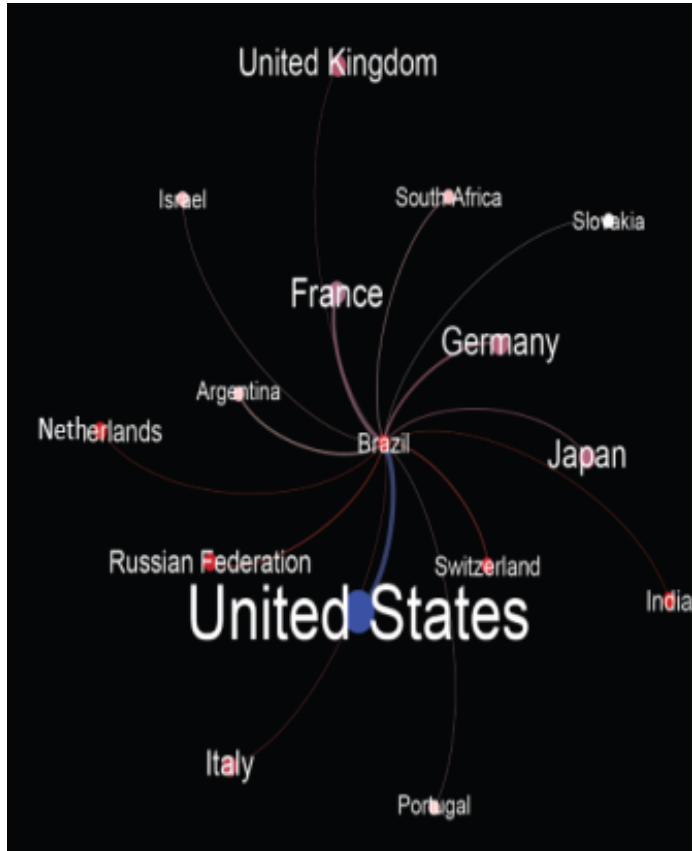 United Kingdom
Israel
South Africa
Slovakia
France
Germany
Argentina
Netherlands
Brazil
Japan
Russian Federation
Switzerland
United States
India
Italy
Portugal